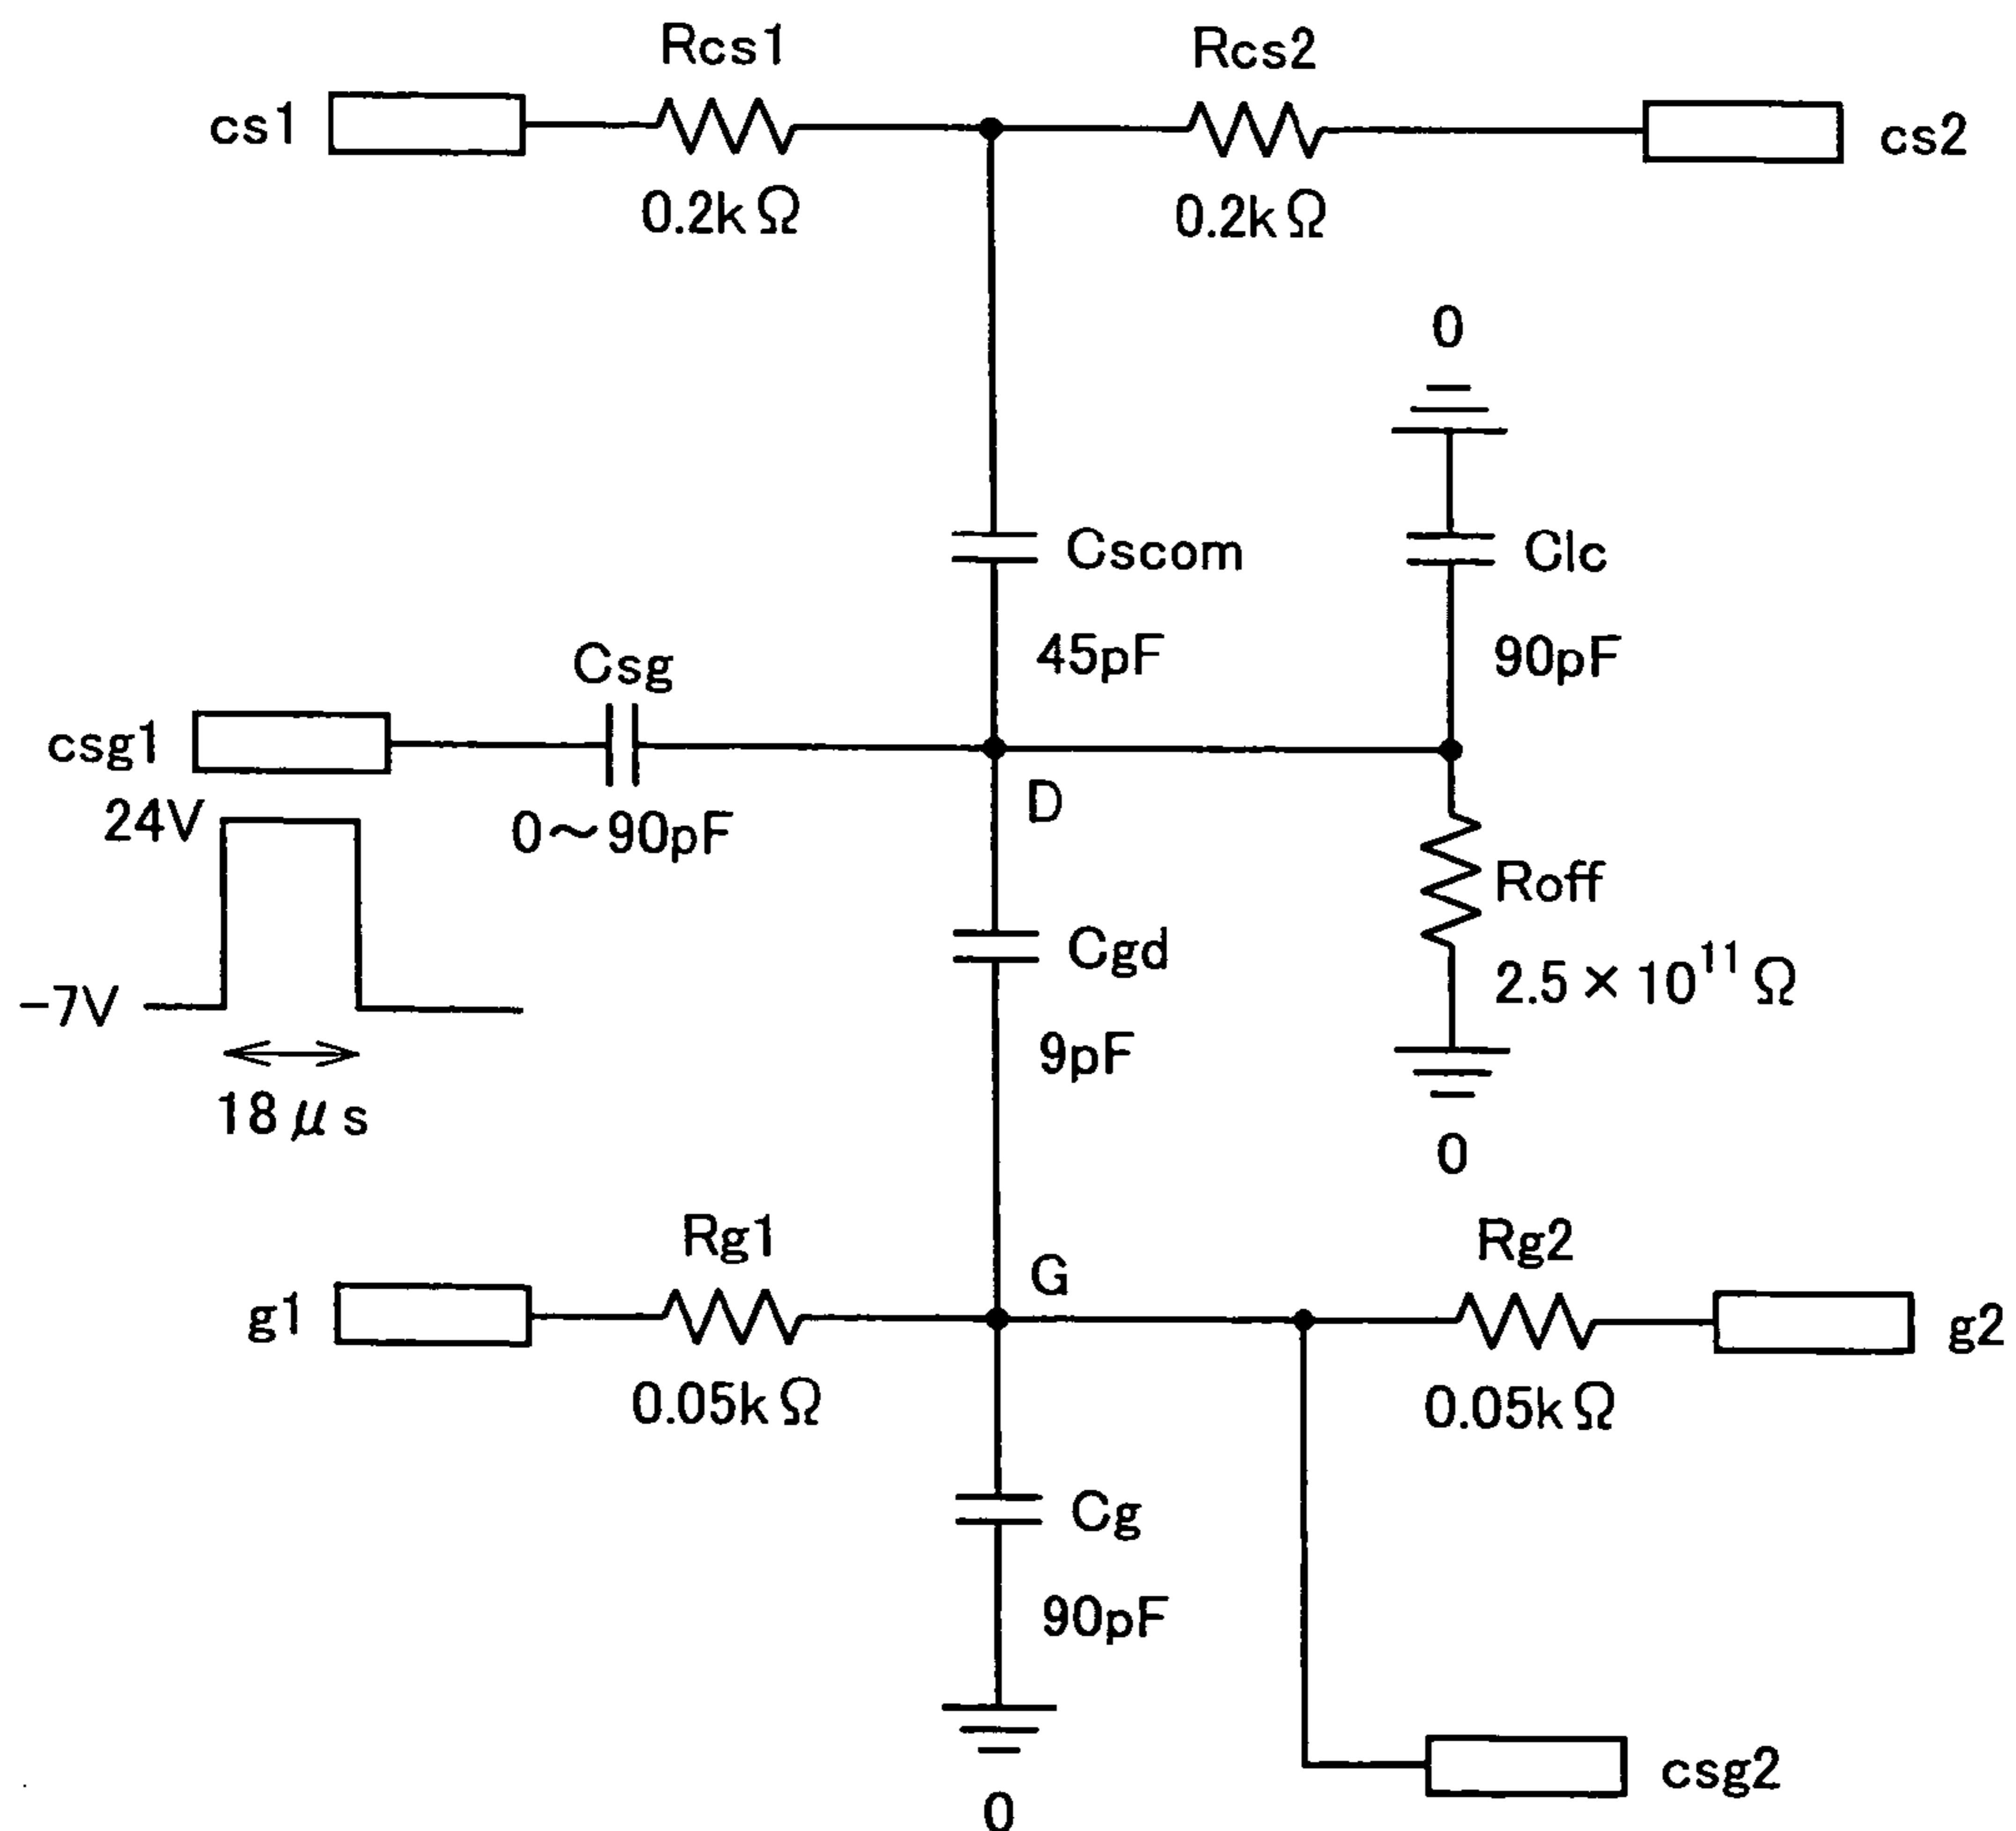 Rcs1
Rcs2
cs1
cs2
0.2kΩ
0.2kΩ
0
Cscom
Clc
45pF
90pF
Csg
csg1
24V
0～90pF
D
Roff
Cgd
2.5×10¹¹Ω
-7V
9pF
18μs
0
Rg1
G
Rg2
g1
g2
0.05kΩ
0.05kΩ
Cg
90pF
csg2
0